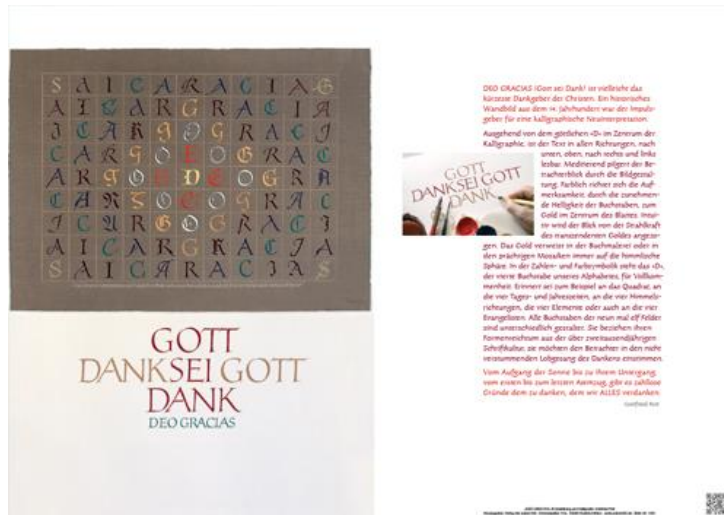 S A I C A R A C I A G
A I C A R G R A C I A
I C A R G O G R A C I
C A R G O E O G R A C
A R G O E D E O G R A
C A R G O E O G R A C
I C A R G O G R A C I
A I C A R G R A C I A
S A I C A R A C I A S
GOTT
DANK SEI GOTT
DANK
DEO GRACIAS
DEO GRACIAS (Gott sei Dank) ist vielleicht das
kürzeste Dankgebet der Christen. Ein historisches
Wandbild aus dem 14. Jahrhundert war der Impuls-
geber für eine kalligraphische Neuinterpretation.
Ausgehend von dem göttlichen «D» im Zentrum der
Kalligraphie, ist der Text in allen Richtungen, nach
unten, oben, nach rechts und links
lesbar. Meditierend pilgert der Be-
trachterblick durch die Bildgestal-
tung. Farblich richtet sich die Auf-
merksamkeit, durch die zunehmen-
de Helligkeit der Buchstaben, zum
Gold im Zentrum des Blattes. Intui-
tiv wird der Blick von der Strahlkraft
des transzendenten Goldes angezo-
gen. Das Gold verweist in der Buchmalerei oder in
den prächtigen Mosaiken immer auf die himmlische
Sphäre. In der Zahlen- und Farbsymbolik steht das «D»,
der vierte Buchstabe unseres Alphabetes, für Vollkom-
menheit. Erinnert sei zum Beispiel an das Quadrat, an
die vier Tages- und Jahreszeiten, an die vier Himmels-
richtungen, die vier Elemente oder auch an die vier
Evangelisten. Alle Buchstaben der neun mal elf Felder
sind unterschiedlich gestaltet. Sie beziehen ihren
Formenreichtum aus der über zweitausendjährigen
Schriftkultur, sie möchten den Betrachter in den nicht
verstummenden Lobgesang des Dankens einstimmen.
Vom Aufgang der Sonne bis zu ihrem Untergang,
vom ersten bis zum letzten Atemzug, gibt es zahllose
Gründe dem zu danken, dem wir ALLES verdanken.
GOTT
DANK SEI GOTT
DANK